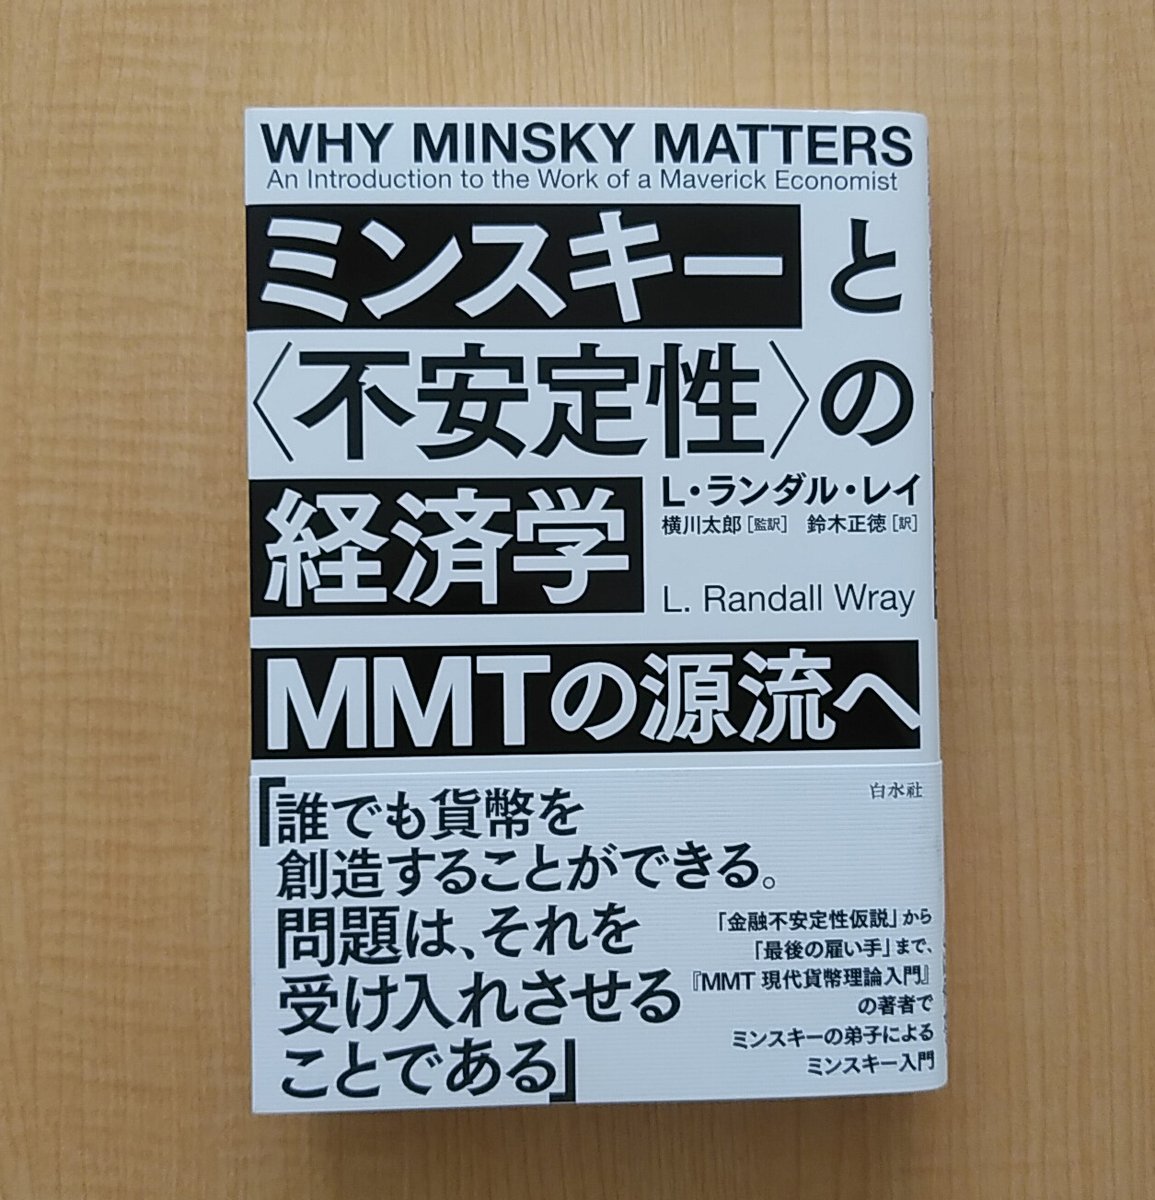 WHY MINSKY MATTERS
An Introduction to the Work of a Maverick Economist
ミンスキーと
〈不安定性〉の
経済学
L・ランダル・レイ
横川太郎［監訳］ 鈴木正徳［訳］
L. Randall Wray
MMTの源流へ
白水社
「誰でも貨幣を
創造することができる。
問題は、それを
受け入れさせる
ことである」
「金融不安定性仮説」から
「最後の雇い手」まで、
『MMT 現代貨幣理論入門』
の著者で
ミンスキーの弟子による
ミンスキー入門